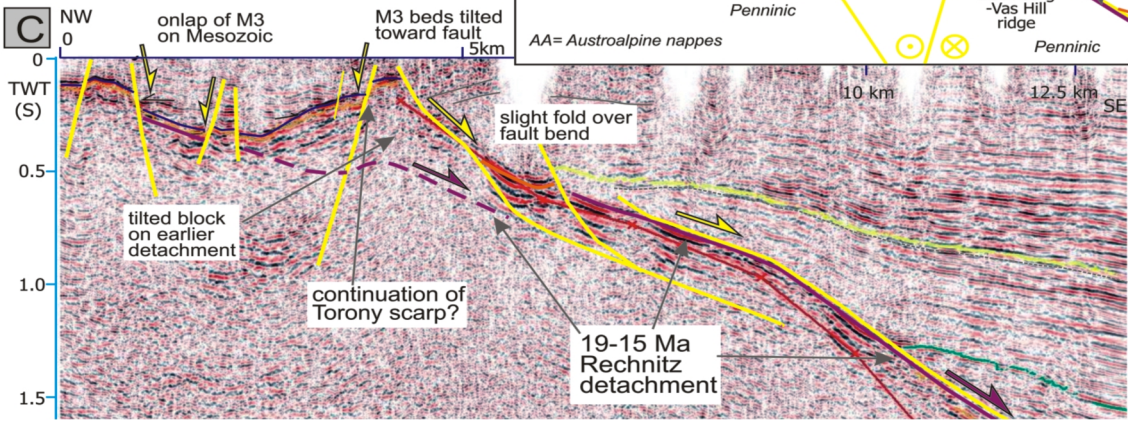 C
NW
onlap of M3
on Mesozoic
M3 beds tilted
toward fault
0
5km
Penninic
-Vas Hill
ridge
AA= Austroalpine nappes
Penninic
0
TWT
(S)
10 km
12.5 km
SE
slight fold over
fault bend
0.5
tilted block
on earlier
detachment
1.0
continuation of
Torony scarp?
19-15 Ma
Rechnitz
detachment
1.5